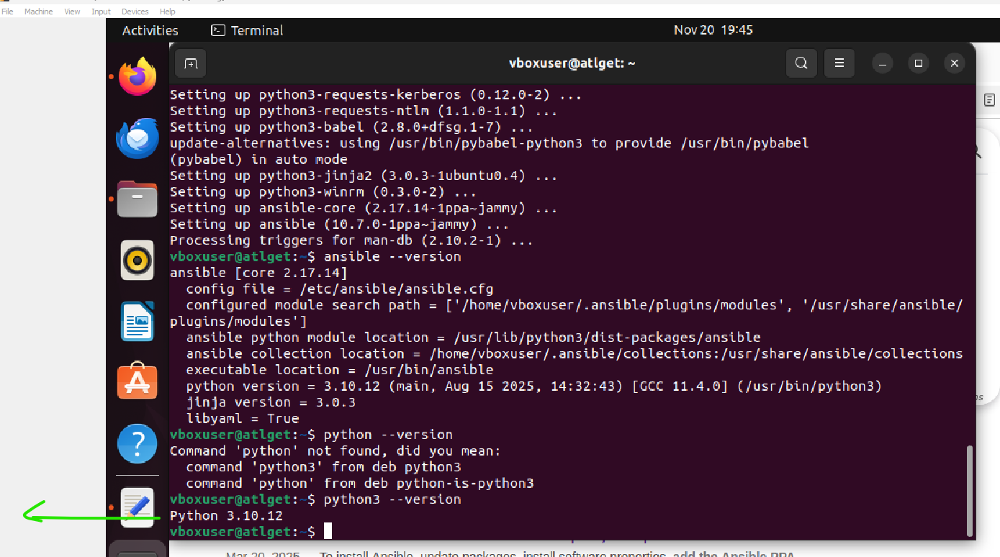 File Machine View Input Devices Help
Activities Terminal Nov 20 19:45
vboxuser@atlget: ~
Setting up python3-requests-kerberos (0.12.0-2) ...
Setting up python3-requests-ntlm (1.1.0-1.1) ...
Setting up python3-babel (2.8.0+dfsg.1-7) ...
update-alternatives: using /usr/bin/pybabel-python3 to provide /usr/bin/pybabel
(pybabel) in auto mode
Setting up python3-jinja2 (3.0.3-1ubuntu0.4) ...
Setting up python3-winrm (0.3.0-2) ...
Setting up ansible-core (2.17.14-1ppa~jammy) ...
Setting up ansible (10.7.0-1ppa~jammy) ...
Processing triggers for man-db (2.10.2-1) ...
vboxuser@atlget:~$ ansible --version
ansible [core 2.17.14]
  config file = /etc/ansible/ansible.cfg
  configured module search path = ['/home/vboxuser/.ansible/plugins/modules', '/usr/share/ansible/
plugins/modules']
  ansible python module location = /usr/lib/python3/dist-packages/ansible
  ansible collection location = /home/vboxuser/.ansible/collections:/usr/share/ansible/collections
  executable location = /usr/bin/ansible
  python version = 3.10.12 (main, Aug 15 2025, 14:32:43) [GCC 11.4.0] (/usr/bin/python3)
  jinja version = 3.0.3
  libyaml = True
vboxuser@atlget:~$ python --version
Command 'python' not found, did you mean:
  command 'python3' from deb python3
  command 'python' from deb python-is-python3
vboxuser@atlget:~$ python3 --version
Python 3.10.12
vboxuser@atlget:~$
Mar 20, 2025 To install Ansible, update packages, install software properties, add the Ansible PPA